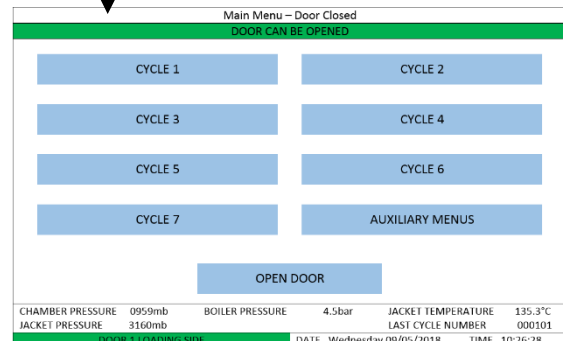 Main Menu – Door Closed
DOOR CAN BE OPENED
CYCLE 1 CYCLE 2
CYCLE 3 CYCLE 4
CYCLE 5 CYCLE 6
CYCLE 7 AUXILIARY MENUS
OPEN DOOR
CHAMBER PRESSURE 0959mb BOILER PRESSURE 4.5bar JACKET TEMPERATURE 135.3°C
JACKET PRESSURE 3160mb LAST CYCLE NUMBER 000101
DOOR 1 LOADING SIDE DATE Wednesday 09/05/2018 TIME 10:26:28